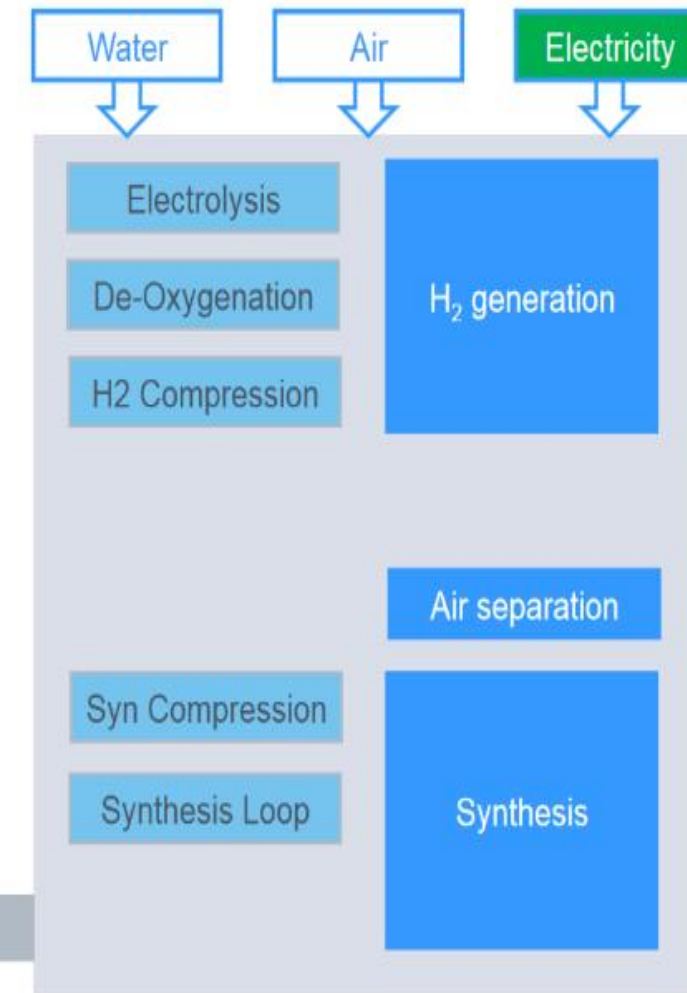 Water
Air
Electricity
Electrolysis
De-Oxygenation
H₂ generation
H2 Compression
Air separation
Syn Compression
Synthesis Loop
Synthesis